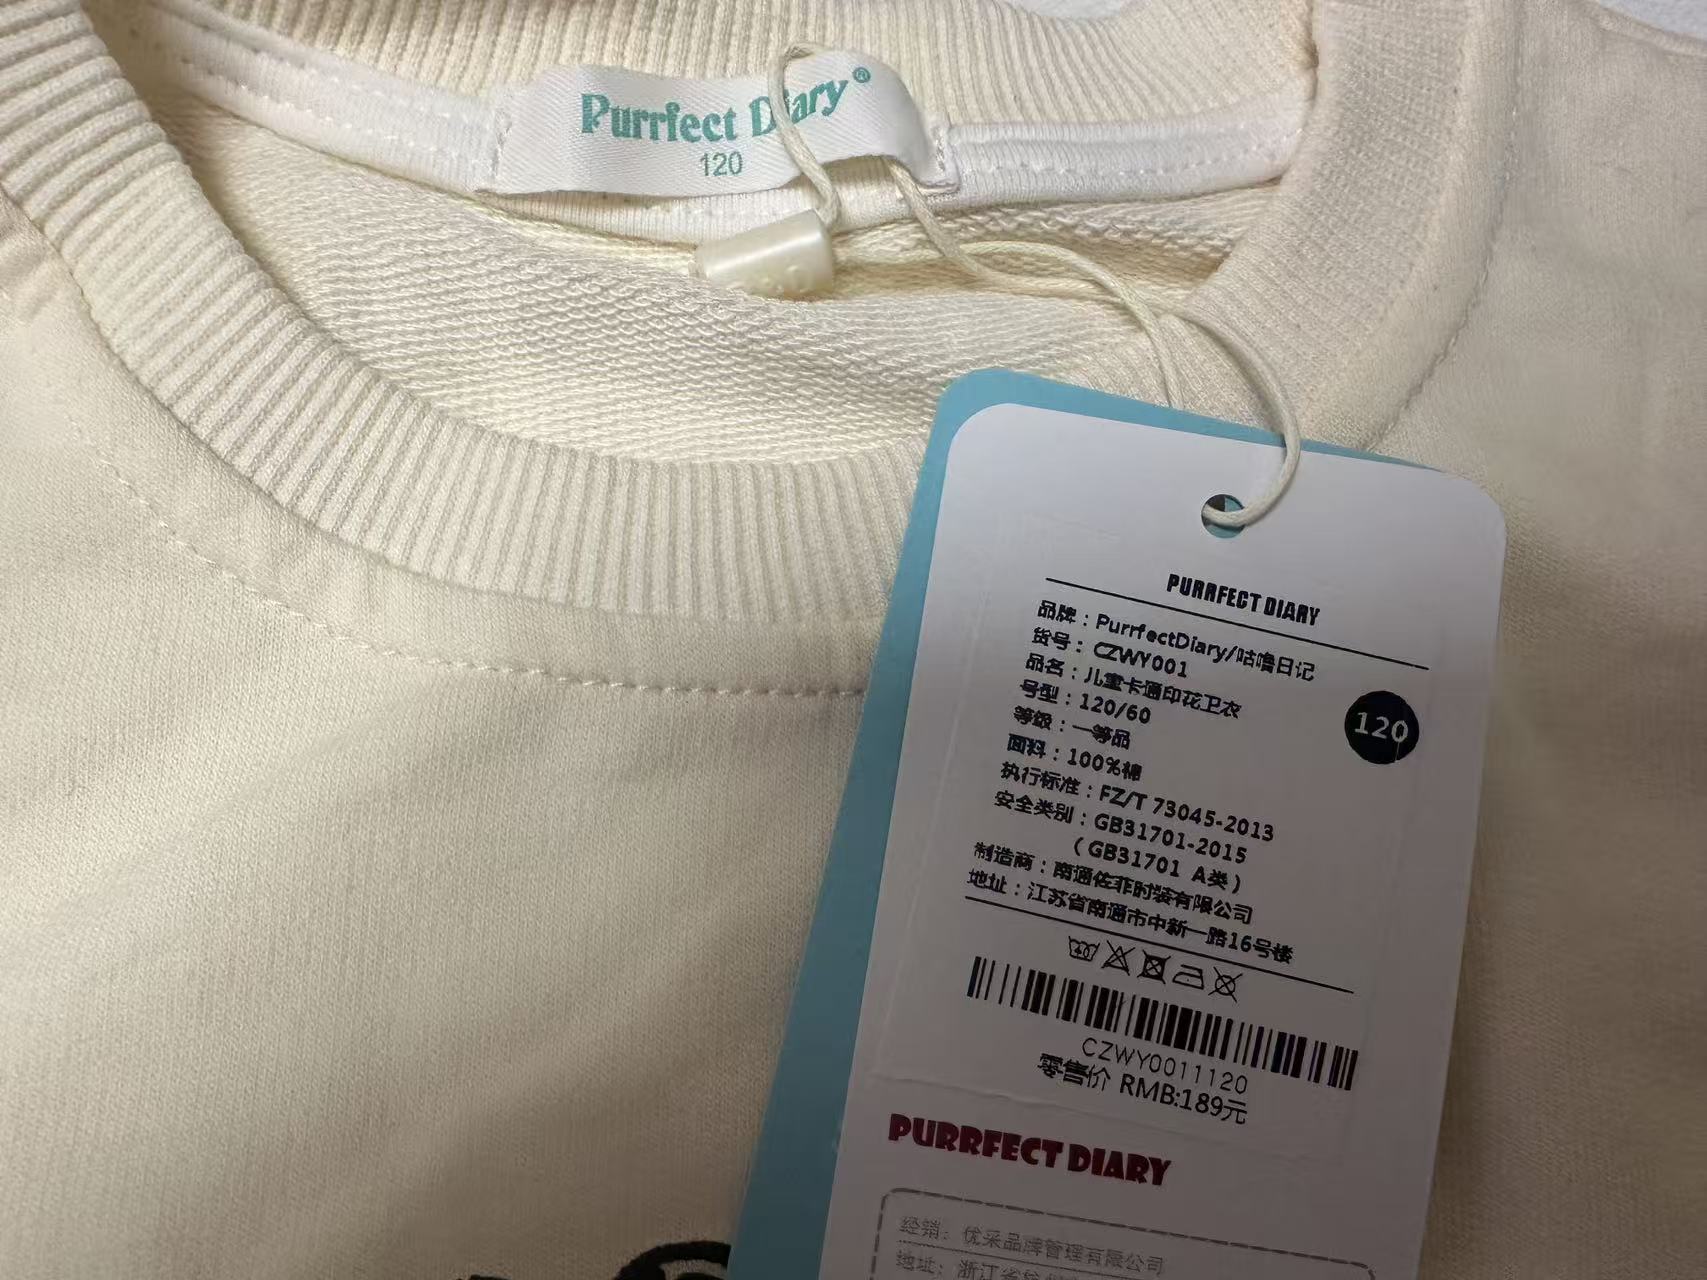 Purrfect Diary®
120
PURRFECT DIARY
品牌：PurrfectDiary/咕噜日记
货号：CZWY001
品名：儿童卡通印花卫衣
号型：120/60
120
等级：一等品
面料：100%棉
执行标准：FZ/T 73045-2013
安全类别：GB31701-2015
（GB31701 A类）
制造商：南通佐菲时装有限公司
地址：江苏省南通市中新一路16号楼
CZWY0011120
零售价 RMB:189元
PURRFECT DIARY
经销：优采品牌管理有限公司
地址：浙江省